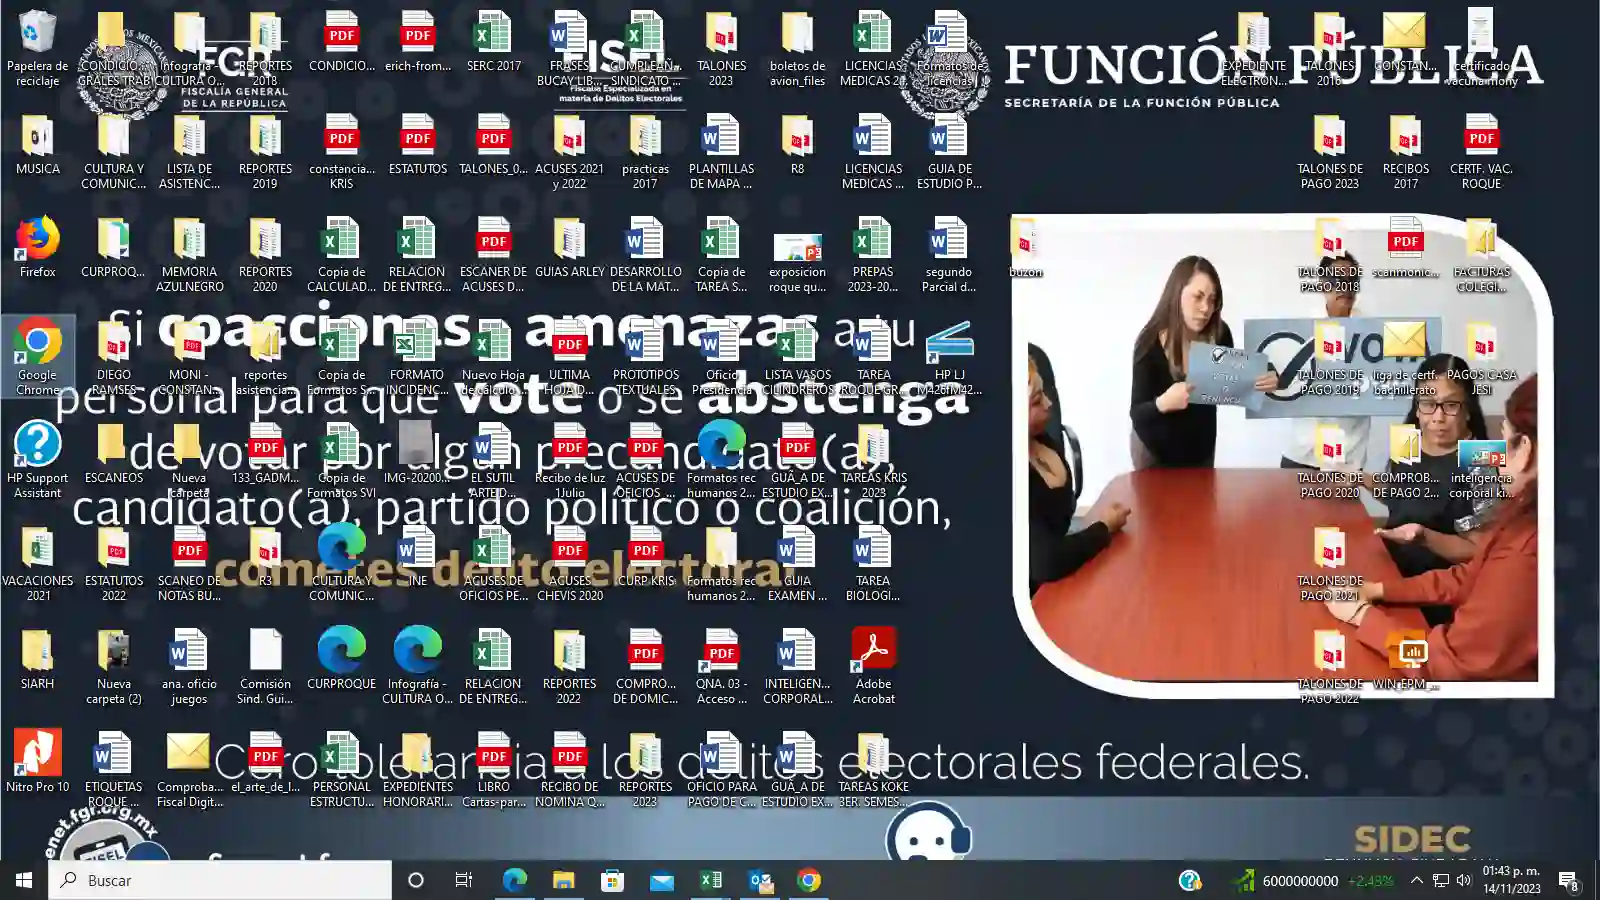 FGR
FISCALÍA GENERAL
DE LA REPÚBLICA
FISEL
Fiscalía Especializada en
materia de Delitos Electorales
FUNCIÓN PÚBLICA
SECRETARÍA DE LA FUNCIÓN PÚBLICA
Papelera de
reciclaje
CONDICIO...
GRALES TRAB...
Infografía -
CULTURA O...
REPORTES
2018
CONDICIO...
erich-from...
SERC 2017
FRASES
BUCAY LIB...
CUMPLEAÑ...
SINDICATO ...
TALONES
2023
boletos de
avion_files
LICENCIAS
MEDICAS 2...
Formatos de
licencias_...
EXPEDIENTE
ELECTRON...
TALONES
2016
CONSTAN...
certificado
vacuna mony
MUSICA
CULTURA Y
COMUNIC...
LISTA DE
ASISTENC...
REPORTES
2019
constancia...
KRIS
ESTATUTOS
TALONES_0...
ACUSES 2021
y 2022
practicas
2017
PLANTILLAS
DE MAPA ...
R8
LICENCIAS
MEDICAS ...
GUIA DE
ESTUDIO P...
TALONES DE
PAGO 2023
RECIBOS
2017
CERTF. VAC.
ROQUE
Firefox
CURPROQ...
MEMORIA
AZULNEGRO
REPORTES
2020
Copia de
CALCULAD...
RELACION
DE ENTREG...
ESCANER DE
ACUSES D...
GUIAS ARLEY
DESARROLLO
DE LA MAT...
Copia de
TAREA S...
exposicion
roque qu...
PREPAS
2023-20...
segundo
Parcial d...
buzon
TALONES DE
PAGO 2018
scanmonic...
FACTURAS
COLEGI...
Si coaccionas o amenazas a tu
personal para que vote o se abstenga
de votar por algún precandidato(a),
candidato(a), partido político o coalición,
cometes delito electoral
Google
Chrome
DIEGO
RAMSES
MONI -
CONSTAN...
reportes
asistencia...
Copia de
Formatos S...
FORMATO
INCIDENC...
Nuevo Hoja
de cálculo ...
ULTIMA
HOJA D...
PROTOTIPOS
TEXTUALES
Oficio
Presidencia
LISTA VASOS
CILINDREROS
TAREA
ROQUE GR...
HP LJ
M426fM42...
TALONES DE
PAGO 2019
liga de certf.
bachillerato
PAGOS CASA
JESI
HP Support
Assistant
ESCANEOS
Nueva
carpeta
133_GADM...
Copia de
Formatos SVI
IMG-20200...
EL SUTIL
ARTE D...
Recibo de luz
1Julio
ACUSES DE
OFICIOS ...
Formatos rec
humanos 2...
GUÃ_A DE
ESTUDIO EX...
TAREAS KRIS
2023
TALONES DE
PAGO 2020
COMPROB...
DE PAGO 2...
inteligencia
corporal ki...
VACACIONES
2021
ESTATUTOS
2022
SCANEO DE
NOTAS BU...
R3
CULTURA Y
COMUNIC...
INE
ACUSES DE
OFICIOS PE...
ACUSES
CHEVIS 2020
CURP KRIS
Formatos rec
humanos 2...
GUIA
EXAMEN ...
TAREA
BIOLOGI...
TALONES DE
PAGO 2021
SIARH
Nueva
carpeta (2)
ana. oficio
juegos
Comisión
Sind. Gui...
CURPROQUE
Infografía -
CULTURA O...
RELACION
DE ENTREG...
REPORTES
2022
COMPRO...
DE DOMIC...
QNA. 03 -
Acceso ...
INTELIGEN...
CORPORAL...
Adobe
Acrobat
TALONES DE
PAGO 2022
WIN_EPM_...
Nitro Pro 10
ETIQUETAS
ROQUE ...
Comproba...
Fiscal Digit...
el_arte_de_l...
PERSONAL
ESTRUCTU...
EXPEDIENTES
HONORARI...
LIBRO
Cartas-par...
RECIBO DE
NOMINA Q...
REPORTES
2023
OFICIO PARA
PAGO DE C...
GUÃ_A DE
ESTUDIO EX...
TAREAS KOKE
3ER. SEMES...
Cero tolerancia a los delitos electorales federales.
SIDEC
Buscar
6000000000 +2.43%
01:43 p. m.
14/11/2023
8